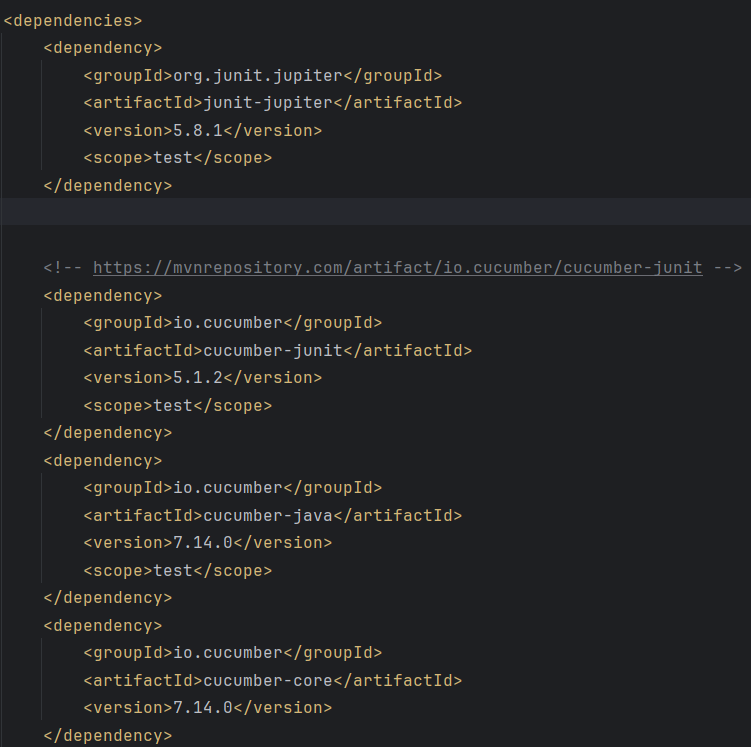 <dependencies>
    <dependency>
        <groupId>org.junit.jupiter</groupId>
        <artifactId>junit-jupiter</artifactId>
        <version>5.8.1</version>
        <scope>test</scope>
    </dependency>

    <!-- https://mvnrepository.com/artifact/io.cucumber/cucumber-junit -->
    <dependency>
        <groupId>io.cucumber</groupId>
        <artifactId>cucumber-junit</artifactId>
        <version>5.1.2</version>
        <scope>test</scope>
    </dependency>
    <dependency>
        <groupId>io.cucumber</groupId>
        <artifactId>cucumber-java</artifactId>
        <version>7.14.0</version>
        <scope>test</scope>
    </dependency>
    <dependency>
        <groupId>io.cucumber</groupId>
        <artifactId>cucumber-core</artifactId>
        <version>7.14.0</version>
    </dependency>